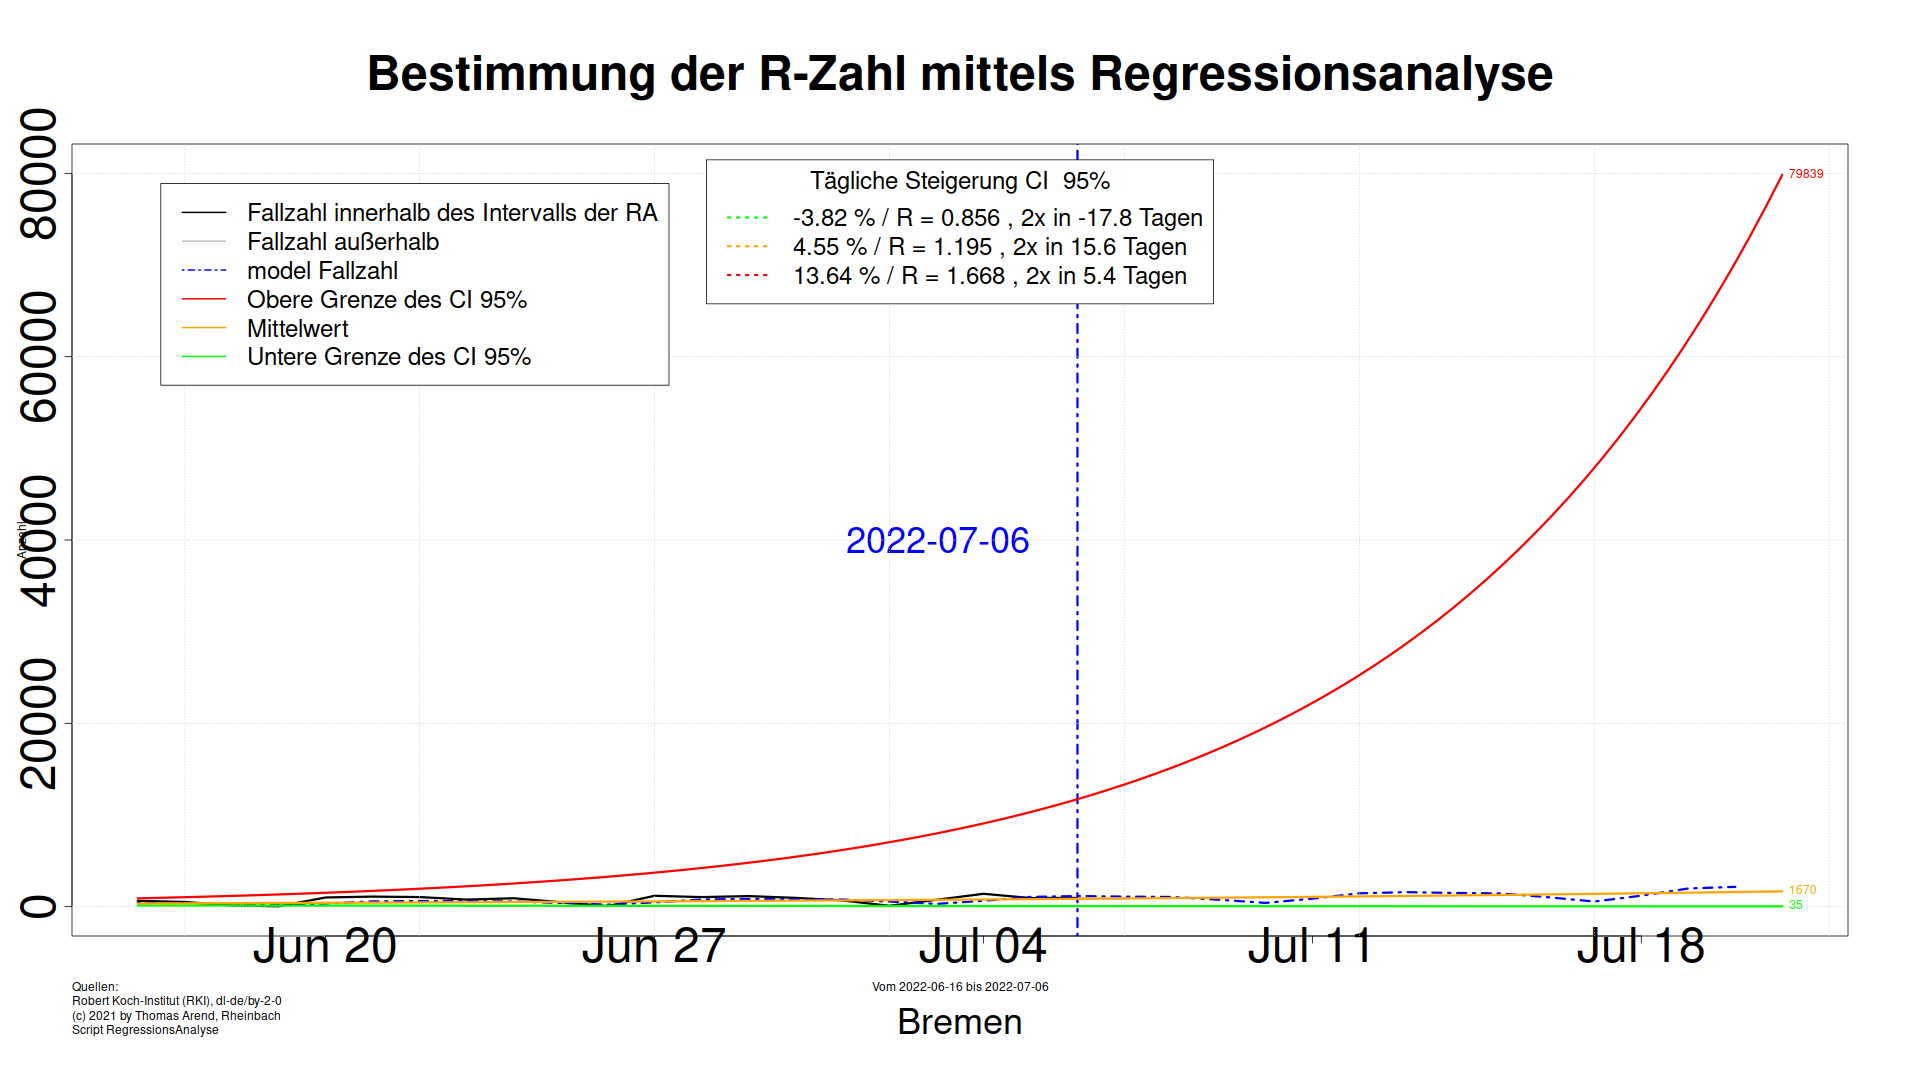 Bestimmung der R-Zahl mittels Regressionsanalyse
Anzahl
80000
60000
40000
20000
0
Fallzahl innerhalb des Intervalls der RA
Fallzahl außerhalb
model Fallzahl
Obere Grenze des CI 95%
Mittelwert
Untere Grenze des CI 95%
Tägliche Steigerung CI 95%
-3.82 % / R = 0.856 , 2x in -17.8 Tagen
4.55 % / R = 1.195 , 2x in 15.6 Tagen
13.64 % / R = 1.668 , 2x in 5.4 Tagen
79839
2022-07-06
1670
35
Jun 20
Jun 27
Jul 04
Jul 11
Jul 18
Quellen:
Robert Koch-Institut (RKI), dl-de/by-2-0
(c) 2021 by Thomas Arend, Rheinbach
Script RegressionsAnalyse
Vom 2022-06-16 bis 2022-07-06
Bremen